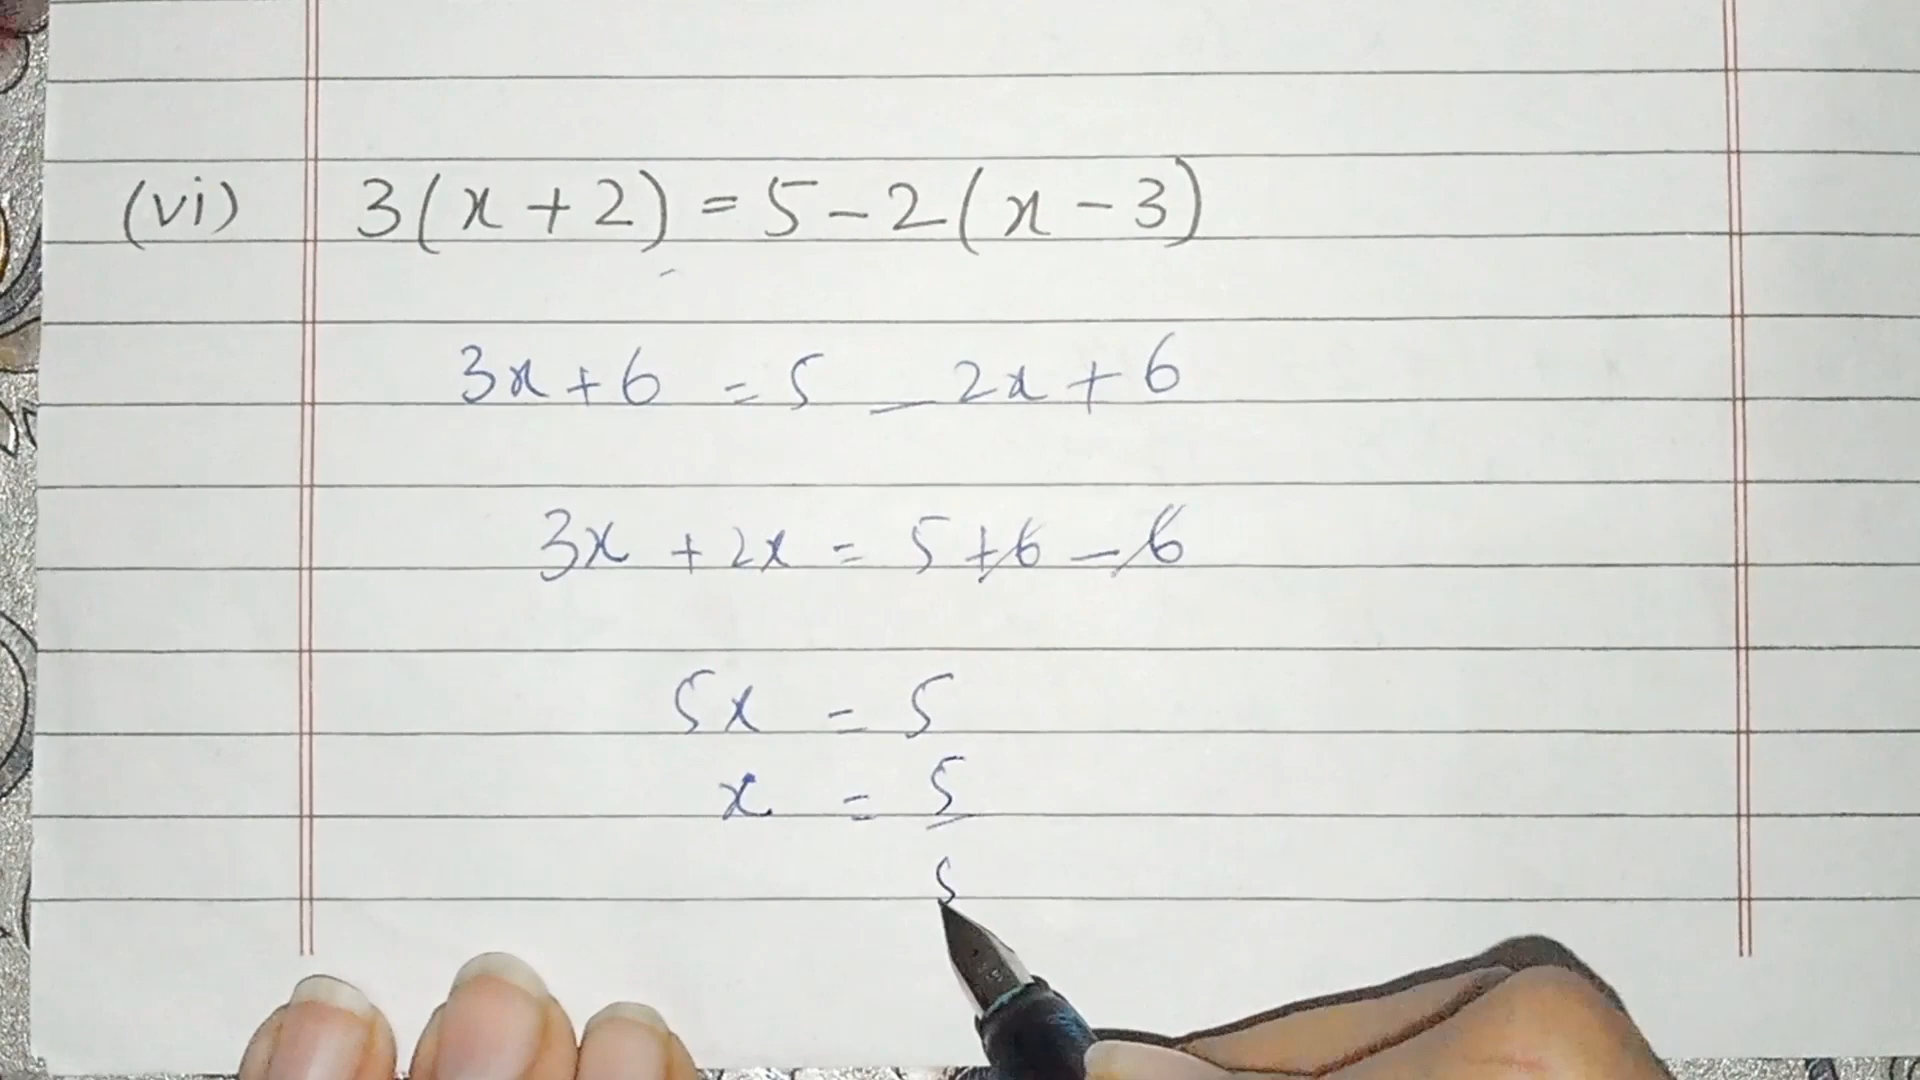 (vi) 3(x+2) = 5-2(x-3)
3x+6 = 5 - 2x+6
3x + 2x = 5+6-6
5x = 5
x = 5
5